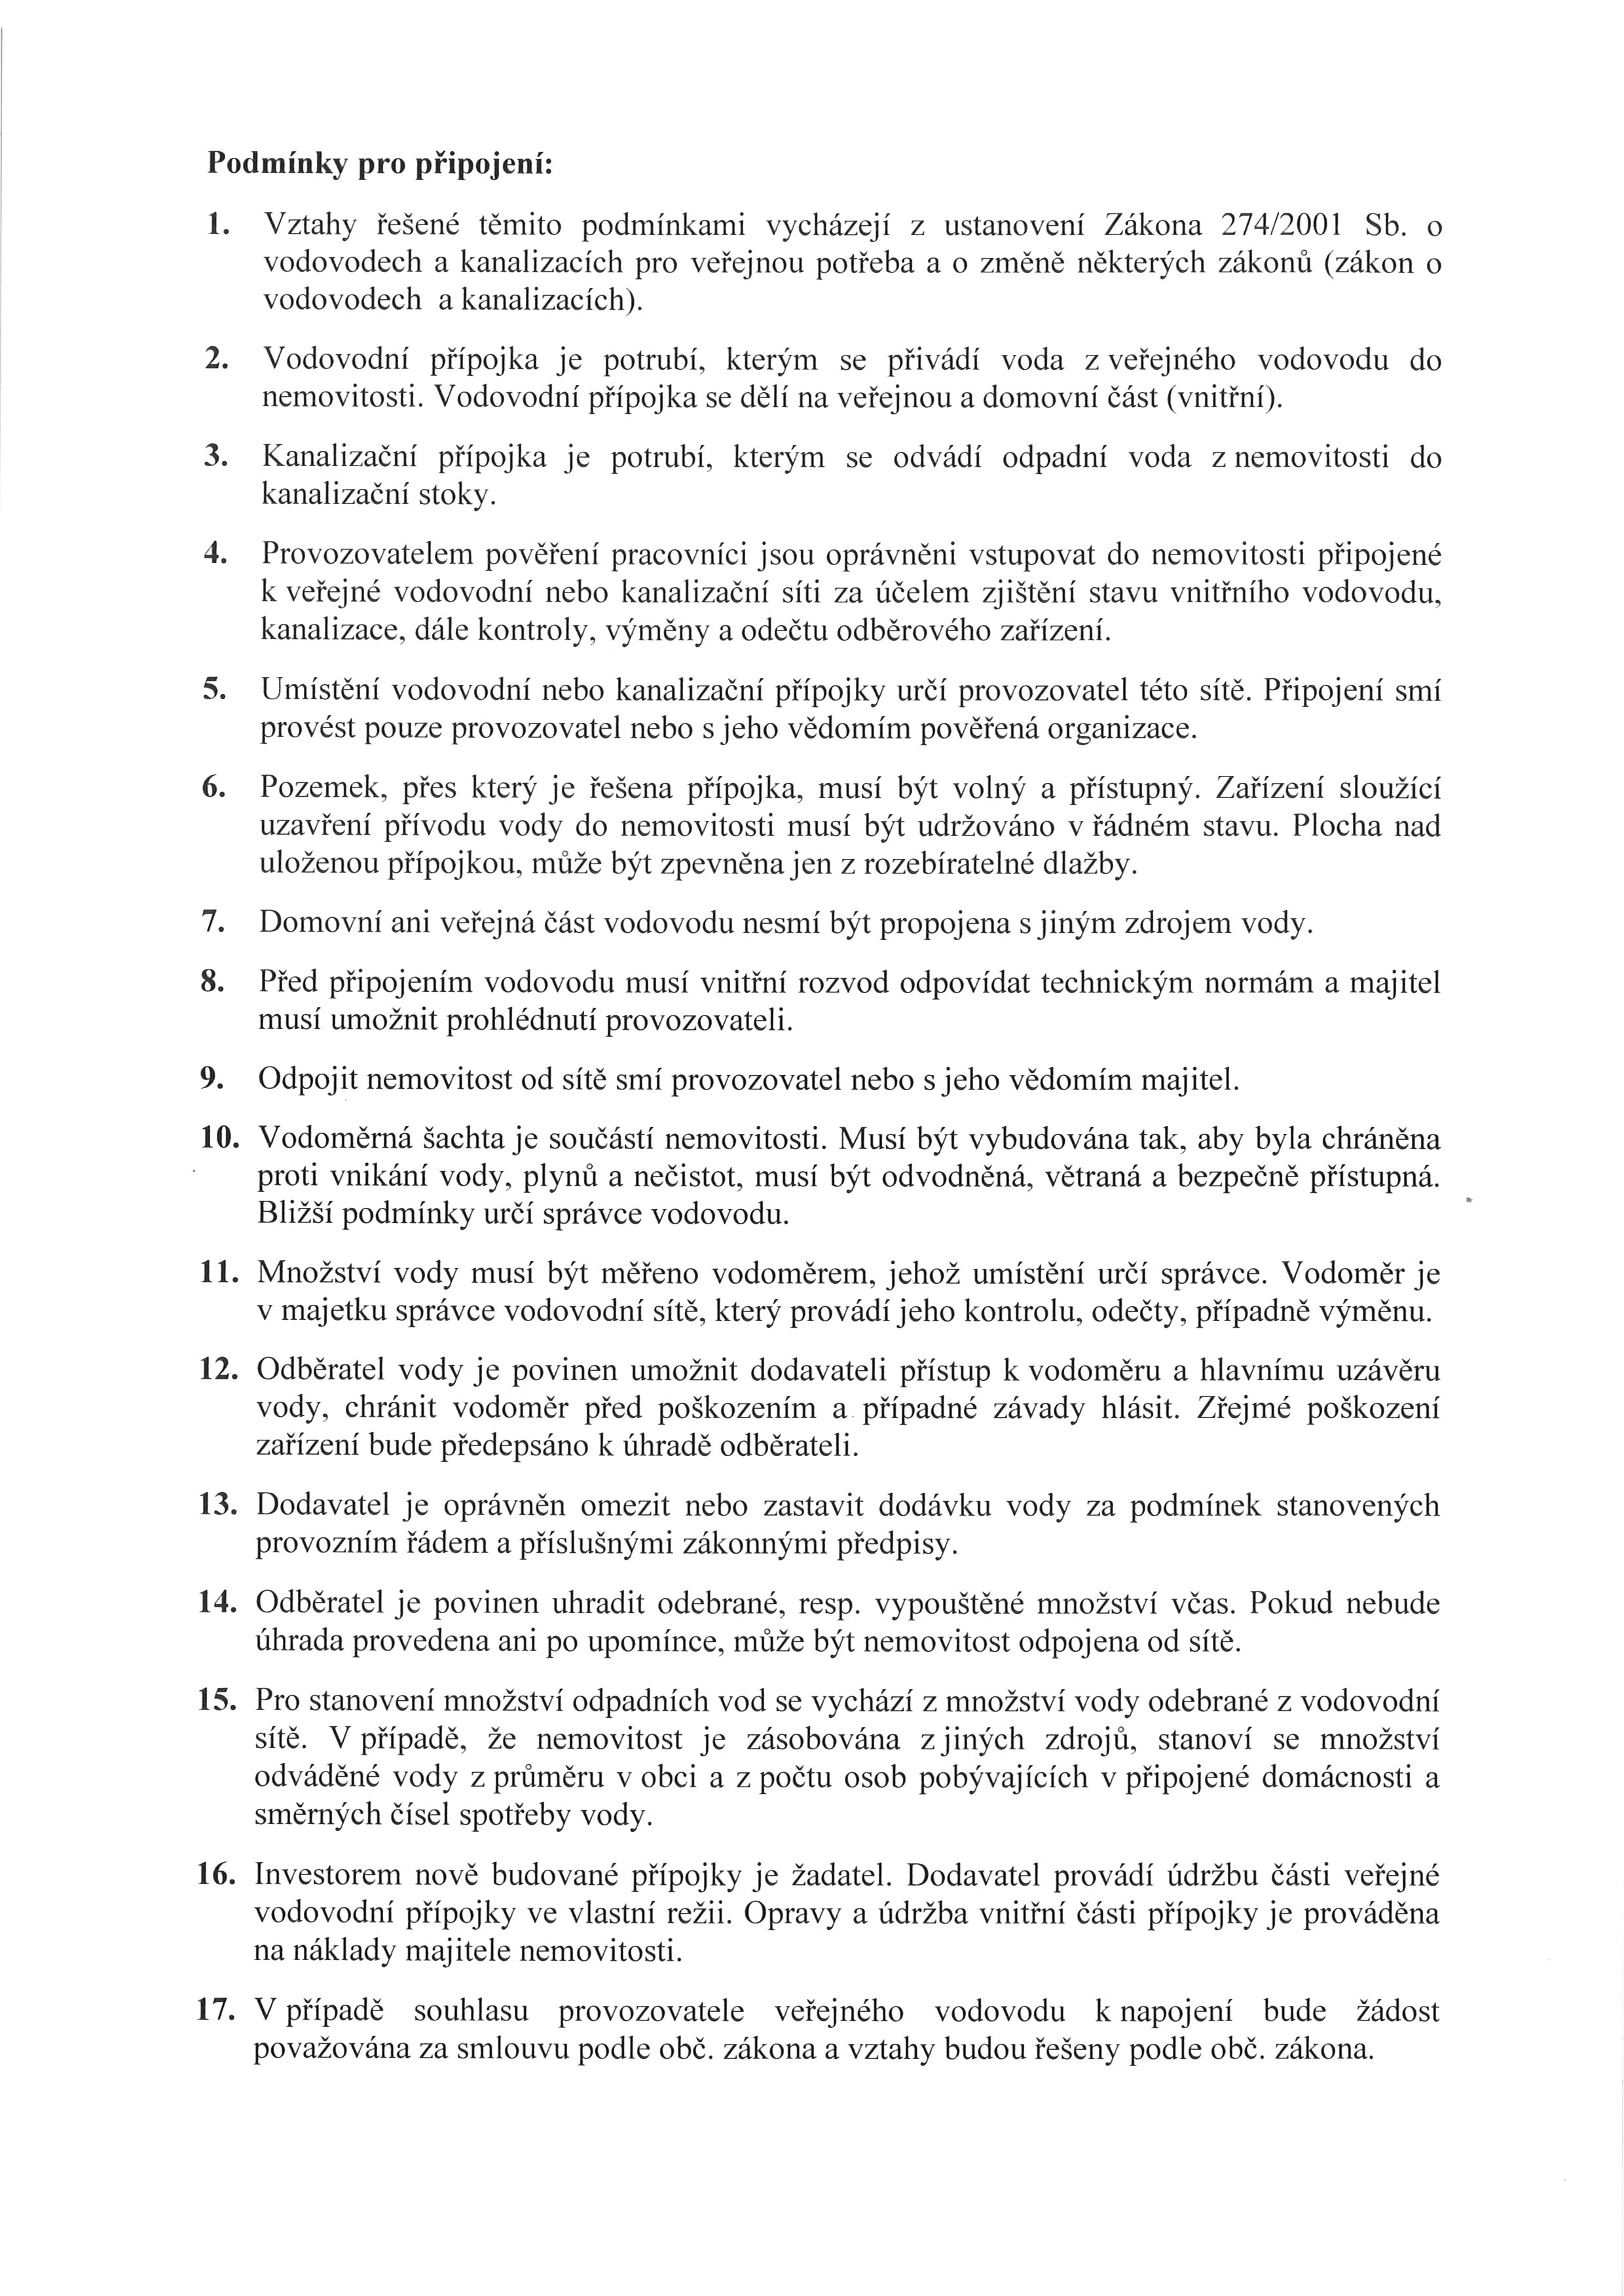 Podmínky pro připojení:
1. Vztahy řešené těmito podmínkami vycházejí z ustanovení Zákona 274/2001 Sb. o
vodovodech a kanalizacích pro veřejnou potřeba a o změně některých zákonů (zákon o
vodovodech a kanalizacích).
2. Vodovodní přípojka je potrubí, kterým se přivádí voda z veřejného vodovodu do
nemovitosti. Vodovodní přípojka se dělí na veřejnou a domovní část (vnitřní).
3. Kanalizační přípojka je potrubí, kterým se odvádí odpadní voda z nemovitosti do
kanalizační stoky.
4. Provozovatelem pověření pracovníci jsou oprávněni vstupovat do nemovitosti připojené
k veřejné vodovodní nebo kanalizační síti za účelem zjištění stavu vnitřního vodovodu,
kanalizace, dále kontroly, výměny a odečtu odběrového zařízení.
5. Umístění vodovodní nebo kanalizační přípojky určí provozovatel této sítě. Připojení smí
provést pouze provozovatel nebo s jeho vědomím pověřená organizace.
6. Pozemek, přes který je řešena přípojka, musí být volný a přístupný. Zařízení sloužící
uzavření přívodu vody do nemovitosti musí být udržováno v řádném stavu. Plocha nad
uloženou přípojkou, může být zpevněna jen z rozebíratelné dlažby.
7. Domovní ani veřejná část vodovodu nesmí být propojena s jiným zdrojem vody.
8. Před připojením vodovodu musí vnitřní rozvod odpovídat technickým normám a majitel
musí umožnit prohlédnutí provozovateli.
9. Odpojit nemovitost od sítě smí provozovatel nebo s jeho vědomím majitel.
10. Vodoměrná šachta je součástí nemovitosti. Musí být vybudována tak, aby byla chráněna
proti vnikání vody, plynů a nečistot, musí být odvodněná, větraná a bezpečně přístupná.
Bližší podmínky určí správce vodovodu.
11. Množství vody musí být měřeno vodoměrem, jehož umístění určí správce. Vodoměr je
v majetku správce vodovodní sítě, který provádí jeho kontrolu, odečty, případně výměnu.
12. Odběratel vody je povinen umožnit dodavateli přístup k vodoměru a hlavnímu uzávěru
vody, chránit vodoměr před poškozením a případné závady hlásit. Zřejmé poškození
zařízení bude předepsáno k úhradě odběrateli.
13. Dodavatel je oprávněn omezit nebo zastavit dodávku vody za podmínek stanovených
provozním řádem a příslušnými zákonnými předpisy.
14. Odběratel je povinen uhradit odebrané, resp. vypouštěné množství včas. Pokud nebude
úhrada provedena ani po upomínce, může být nemovitost odpojena od sítě.
15. Pro stanovení množství odpadních vod se vychází z množství vody odebrané z vodovodní
sítě. V případě, že nemovitost je zásobována z jiných zdrojů, stanoví se množství
odváděné vody z průměru v obci a z počtu osob pobývajících v připojené domácnosti a
směrných čísel spotřeby vody.
16. Investorem nově budované přípojky je žadatel. Dodavatel provádí údržbu části veřejné
vodovodní přípojky ve vlastní režii. Opravy a údržba vnitřní části přípojky je prováděna
na náklady majitele nemovitosti.
17. V případě souhlasu provozovatele veřejného vodovodu k napojení bude žádost
považována za smlouvu podle obč. zákona a vztahy budou řešeny podle obč. zákona.